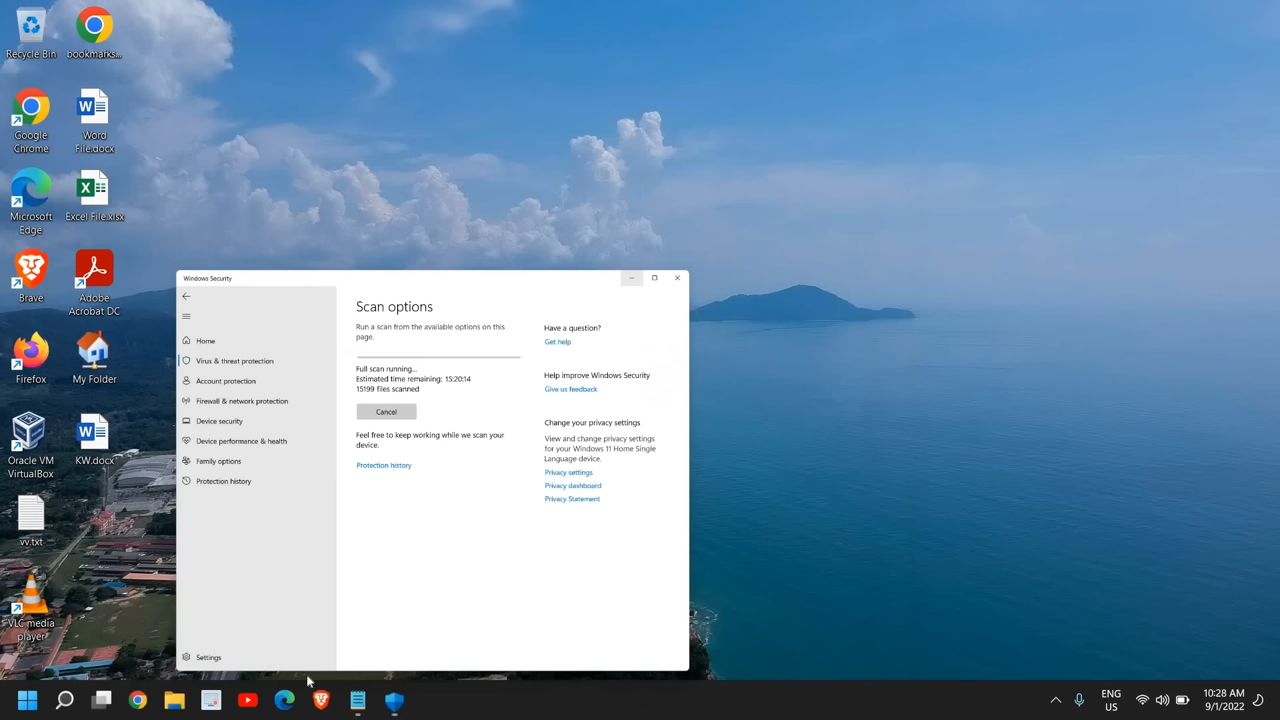 Recycle Bin
bookmarks...
Google
Chrome
Word
File.docx
Microsoft
Edge
Excel File.xlsx
Brave
Adobe
Acrobat DC
Firefox
My Folder
Oracle VM
VirtualBox
KW.docx
vv.txt
VLC media
player
Windows Security
Home
Virus & threat protection
Account protection
Firewall & network protection
Device security
Device performance & health
Family options
Protection history
Settings
Scan options
Run a scan from the available options on this
page.
Full scan running...
Estimated time remaining: 15:20:14
15199 files scanned
Cancel
Feel free to keep working while we scan your
device.
Protection history
Have a question?
Get help
Help improve Windows Security
Give us feedback
Change your privacy settings
View and change privacy settings
for your Windows 11 Home Single
Language device.
Privacy settings
Privacy dashboard
Privacy Statement
ENG
US
10:28 AM
9/1/2022